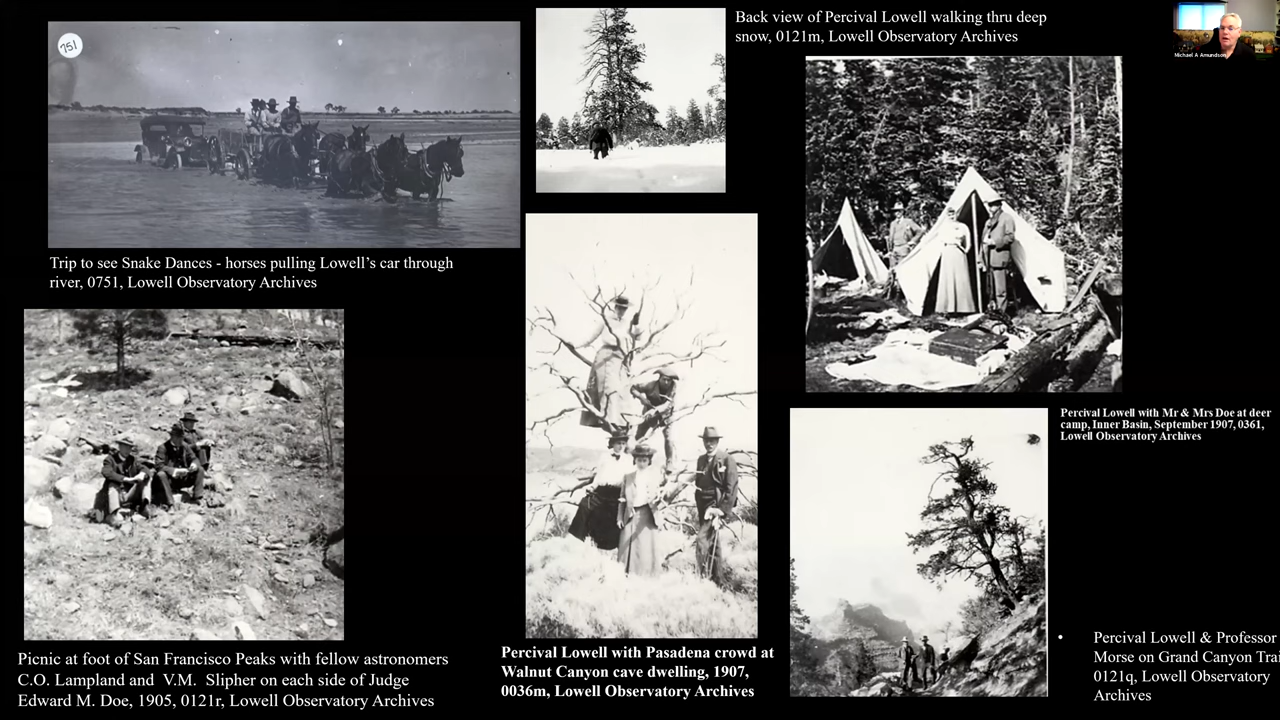 751
Trip to see Snake Dances - horses pulling Lowell's car through
river, 0751, Lowell Observatory Archives
Back view of Percival Lowell walking thru deep
snow, 0121m, Lowell Observatory Archives
Michael A Amundson
Percival Lowell with Mr & Mrs Doe at deer
camp, Inner Basin, September 1907, 0361,
Lowell Observatory Archives
Picnic at foot of San Francisco Peaks with fellow astronomers
C.O. Lampland and V.M. Slipher on each side of Judge
Edward M. Doe, 1905, 0121r, Lowell Observatory Archives
Percival Lowell with Pasadena crowd at
Walnut Canyon cave dwelling, 1907,
0036m, Lowell Observatory Archives
• Percival Lowell & Professor
Morse on Grand Canyon Trai
0121q, Lowell Observatory
Archives